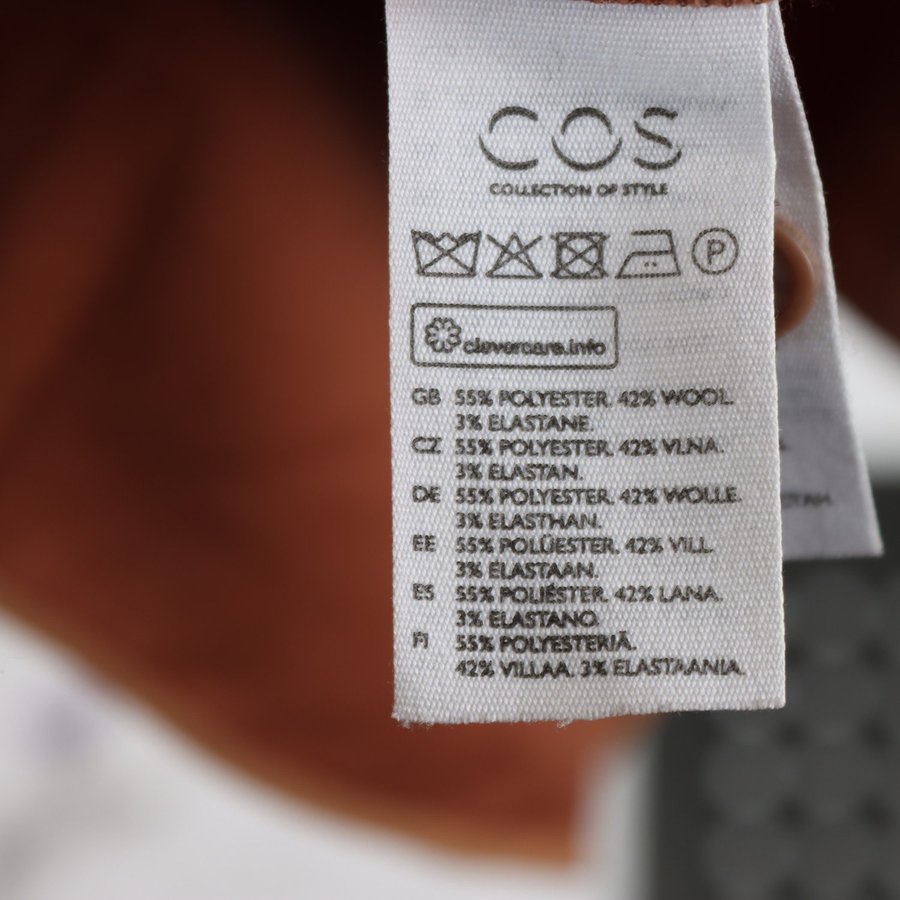 COS
COLLECTION OF STYLE
P
clevercare.info
GB 55% POLYESTER. 42% WOOL.
3% ELASTANE.
CZ 55% POLYESTER. 42% VLNA.
3% ELASTAN.
DE 55% POLYESTER. 42% WOLLE.
3% ELASTHAN.
EE 55% POLÜESTER. 42% VILL.
3% ELASTAAN.
ES 55% POLIÉSTER. 42% LANA.
3% ELASTANO.
FI 55% POLYESTERIÄ.
42% VILLAA. 3% ELASTAANIA.